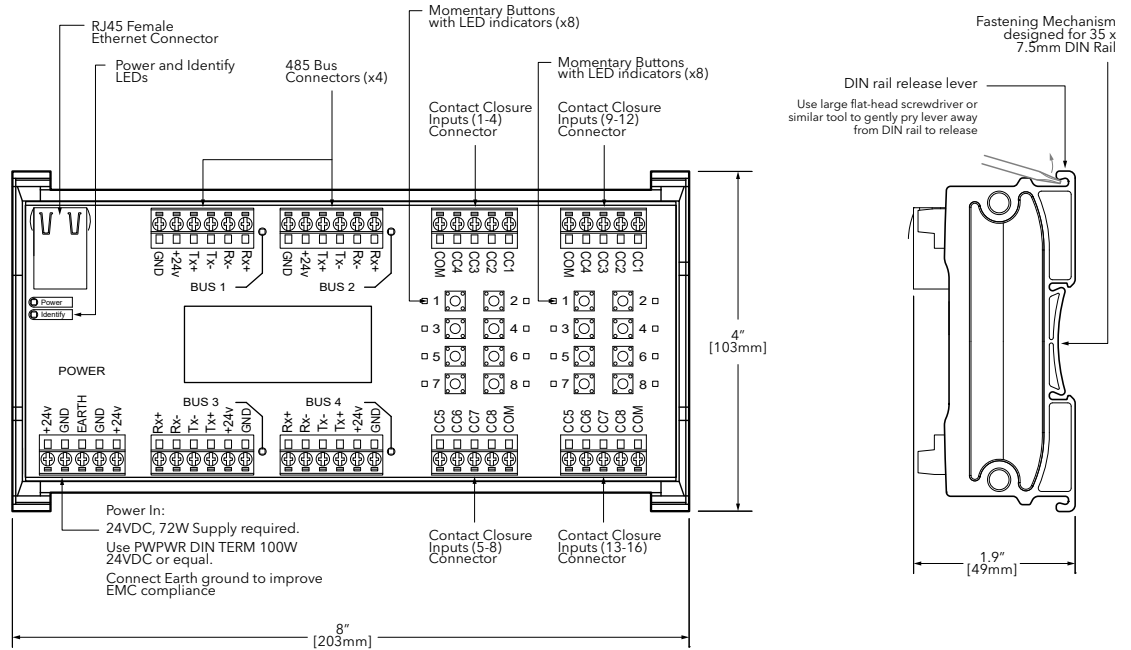 RJ45 Female
Ethernet Connector
Power and Identify
LEDs
485 Bus
Connectors (x4)
Momentary Buttons
with LED indicators (x8)
Momentary Buttons
with LED indicators (x8)
Contact Closure
Inputs (1-4)
Connector
Contact Closure
Inputs (9-12)
Connector
Fastening Mechanism
designed for 35 x
7.5mm DIN Rail
DIN rail release lever
Use large flat-head screwdriver or
similar tool to gently pry lever away
from DIN rail to release
GND +24v Tx+ Tx- Rx- Rx+
BUS 1
GND +24v Tx+ Tx- Rx- Rx+
BUS 2
COM CC4 CC3 CC2 CC1
COM CC4 CC3 CC2 CC1
Power
Identify
1 2
3 4
5 6
7 8
1 2
3 4
5 6
7 8
POWER
+24v GND EARTH GND +24v
BUS 3
Rx+ Rx- Tx- Tx+ +24v GND
BUS 4
Rx+ Rx- Tx- Tx+ +24v GND
CC5 CC6 CC7 CC8 COM
CC5 CC6 CC7 CC8 COM
4”
[103mm]
Power In:
24VDC, 72W Supply required.
Use PWPWR DIN TERM 100W
24VDC or equal.
Connect Earth ground to improve
EMC compliance
Contact Closure
Inputs (5-8)
Connector
Contact Closure
Inputs (13-16)
Connector
1.9”
[49mm]
8”
[203mm]